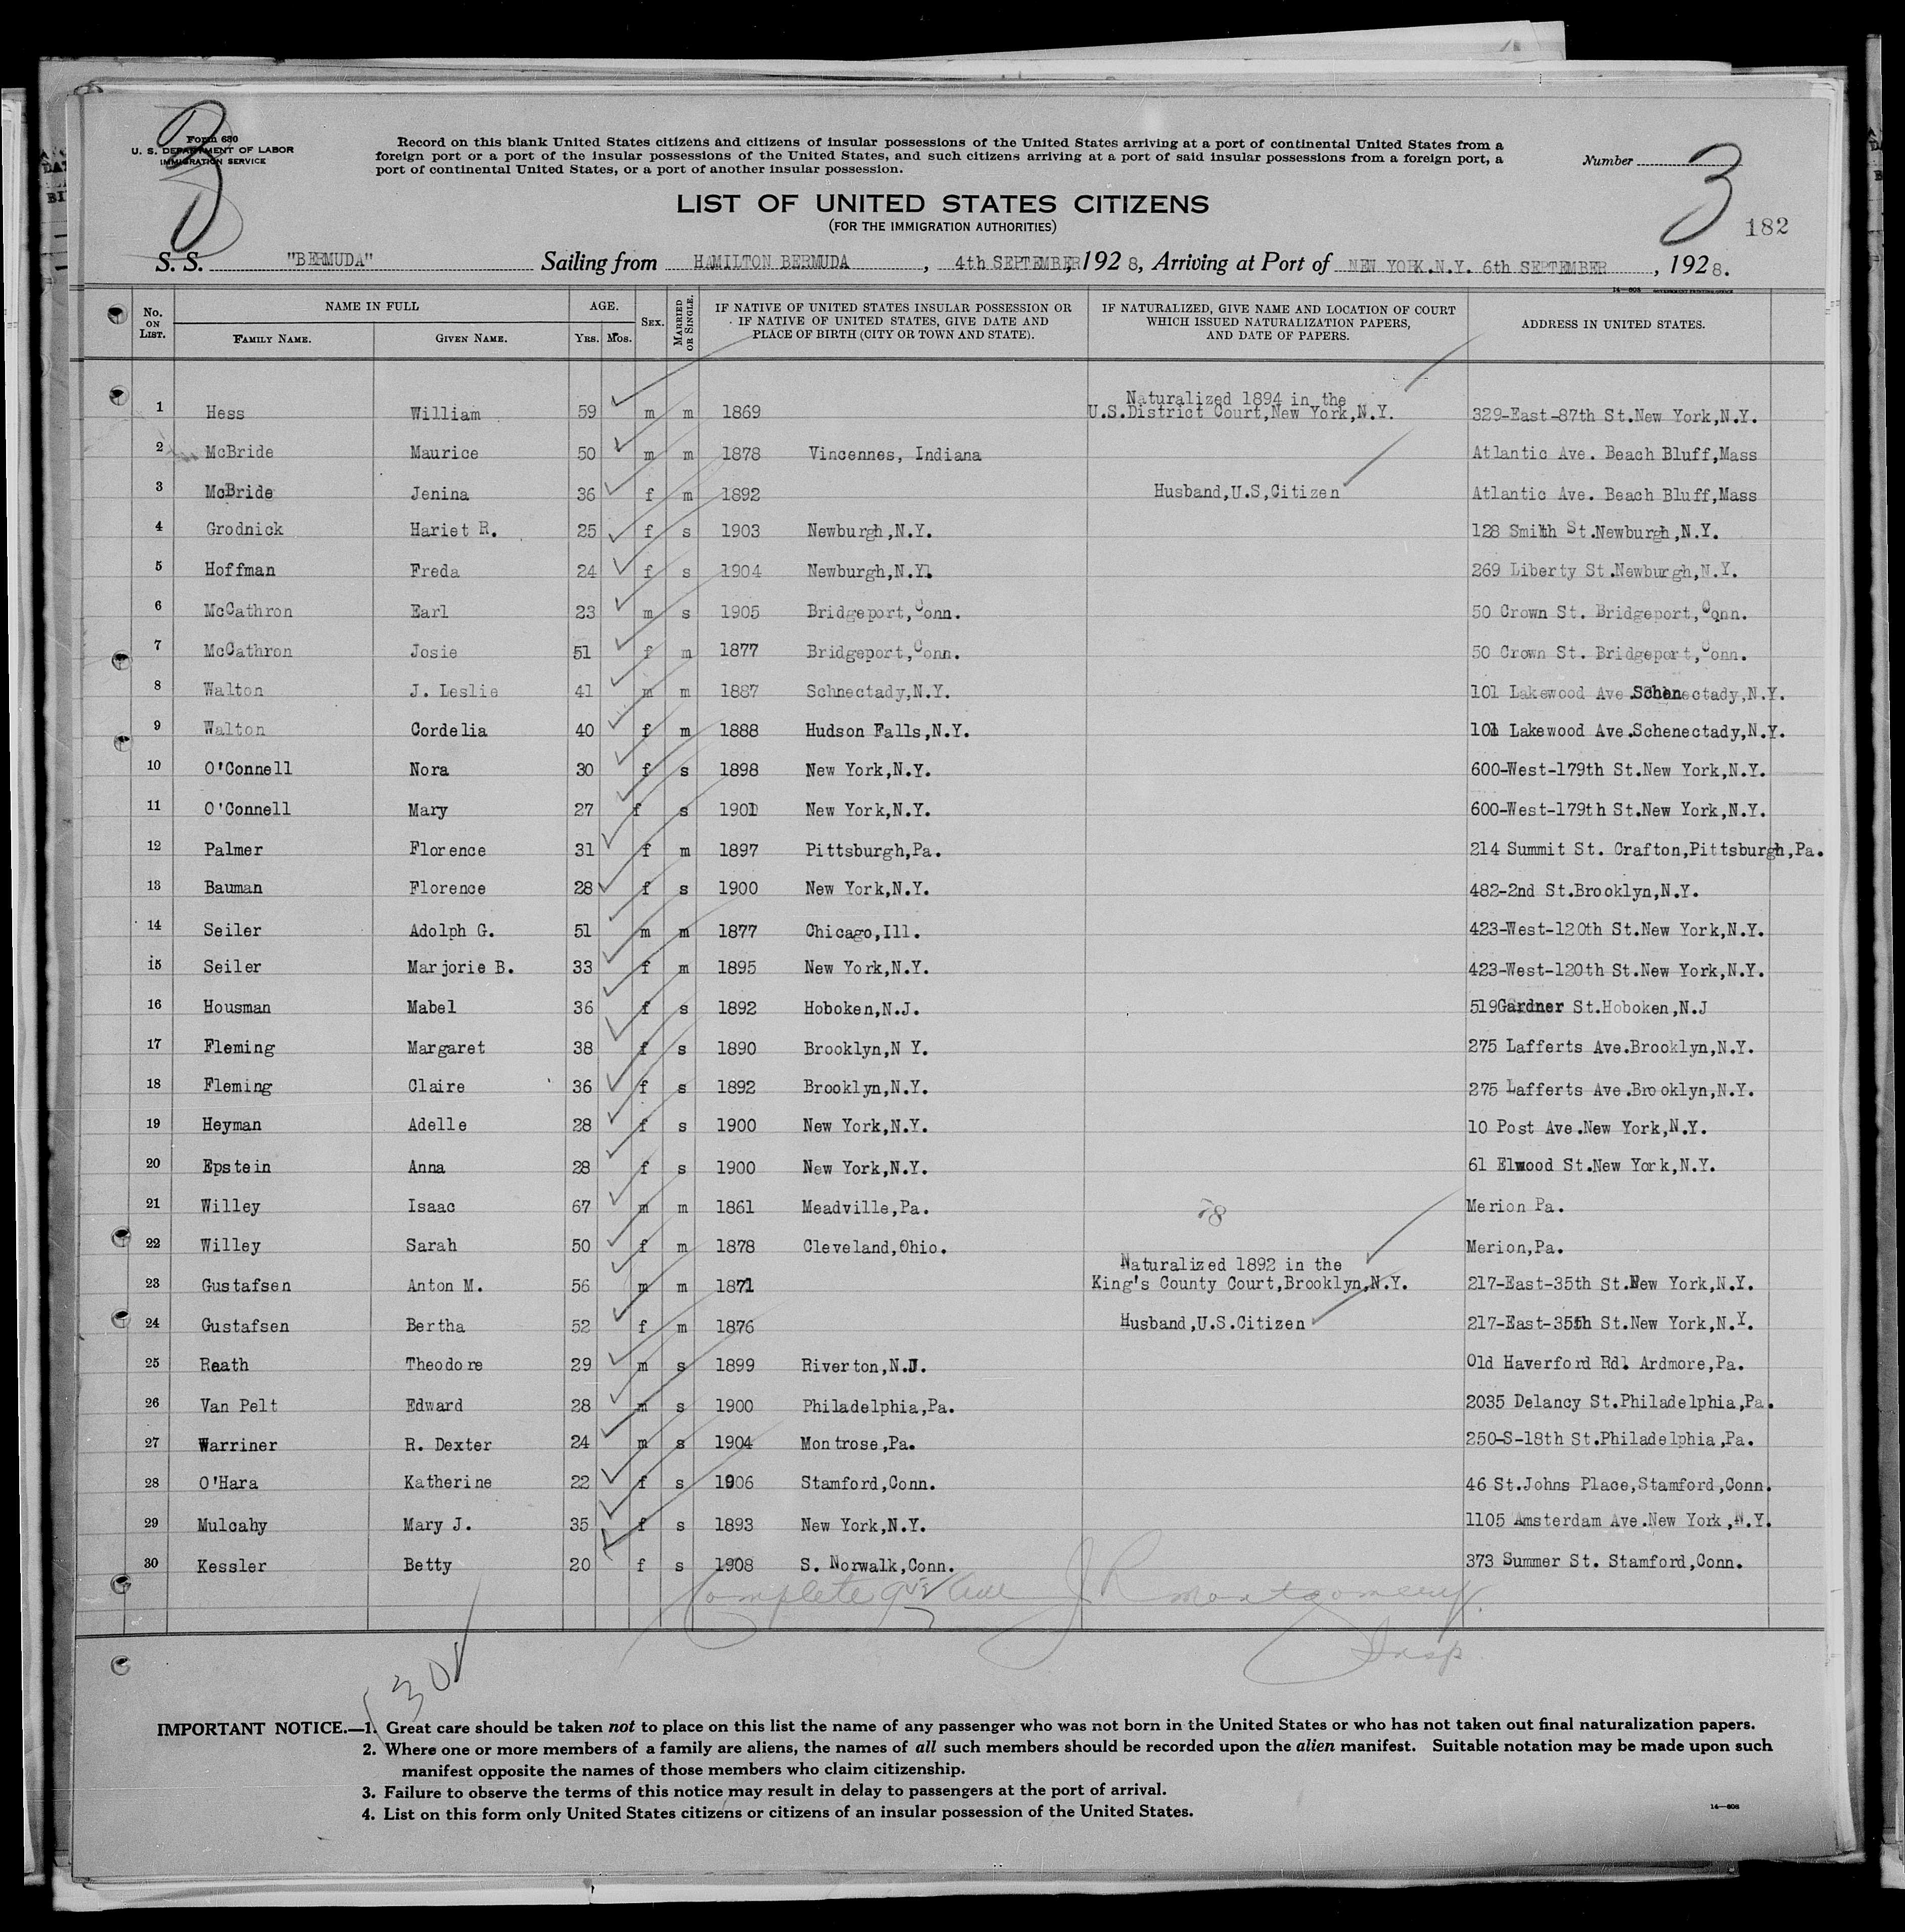 Form 630
U. S. DEPARTMENT OF LABOR
IMMIGRATION SERVICE
Record on this blank United States citizens and citizens of insular possessions of the United States arriving at a port of continental United States from a
foreign port or a port of the insular possessions of the United States, and such citizens arriving at a port of said insular possessions from a foreign port, a
port of continental United States, or a port of another insular possession.
Number 3
182
LIST OF UNITED STATES CITIZENS
(FOR THE IMMIGRATION AUTHORITIES)
S. S. "BERMUDA" Sailing from HAMILTON BERMUDA, 4th SEPTEMBER, 1928, Arriving at Port of NEW YORK.N.Y. 6th SEPTEMBER, 1928.
14—608 GOVERNMENT PRINTING OFFICE
No. ON LIST. NAME IN FULL FAMILY NAME. GIVEN NAME. AGE. YRS. MOS. SEX. MARRIED OR SINGLE. IF NATIVE OF UNITED STATES INSULAR POSSESSION OR IF NATIVE OF UNITED STATES, GIVE DATE AND PLACE OF BIRTH (CITY OR TOWN AND STATE). IF NATURALIZED, GIVE NAME AND LOCATION OF COURT WHICH ISSUED NATURALIZATION PAPERS, AND DATE OF PAPERS. ADDRESS IN UNITED STATES.
1 Hess William 59 m m 1869 Naturalized 1894 in the U.S.District Court,New York,N.Y. 329-East-87th St.New York,N.Y.
2 McBride Maurice 50 m m 1878 Vincennes, Indiana Atlantic Ave. Beach Bluff,Mass
3 McBride Jenina 36 f m 1892 Husband,U.S,Citizen Atlantic Ave. Beach Bluff,Mass
4 Grodnick Hariet R. 25 f s 1903 Newburgh,N.Y. 128 Smith St.Newburgh,N.Y.
5 Hoffman Freda 24 f s 1904 Newburgh,N.Y. 269 Liberty St.Newburgh,N.Y.
6 McCathron Earl 23 m s 1905 Bridgeport,Conn. 50 Crown St. Bridgeport,Conn.
7 McCathron Josie 51 f m 1877 Bridgeport,Conn. 50 Crown St. Bridgeport,Conn.
8 Walton J. Leslie 41 m m 1887 Schnectady,N.Y. 101 Lakewood Ave.Schenectady,N.Y.
9 Walton Cordelia 40 f m 1888 Hudson Falls,N.Y. 101 Lakewood Ave.Schenectady,N.Y.
10 O'Connell Nora 30 f s 1898 New York,N.Y. 600-West-179th St.New York,N.Y.
11 O'Connell Mary 27 f s 1901 New York,N.Y. 600-West-179th St.New York,N.Y.
12 Palmer Florence 31 f m 1897 Pittsburgh,Pa. 214 Summit St. Crafton,Pittsburgh,Pa.
13 Bauman Florence 28 f s 1900 New York,N.Y. 482-2nd St.Brooklyn,N.Y.
14 Seiler Adolph G. 51 m m 1877 Chicago,Ill. 423-West-120th St.New York,N.Y.
15 Seiler Marjorie B. 33 f m 1895 New York,N.Y. 423-West-120th St.New York,N.Y.
16 Housman Mabel 36 f s 1892 Hoboken,N.J. 519Gardner St.Hoboken,N.J
17 Fleming Margaret 38 f s 1890 Brooklyn,N Y. 275 Lafferts Ave.Brooklyn,N.Y.
18 Fleming Claire 36 f s 1892 Brooklyn,N.Y. 275 Lafferts Ave.Brooklyn,N.Y.
19 Heyman Adelle 28 f s 1900 New York,N.Y. 10 Post Ave.New York,N.Y.
20 Epstein Anna 28 f s 1900 New York,N.Y. 61 Elwood St.New York,N.Y.
21 Willey Isaac 67 m m 1861 Meadville,Pa. Merion Pa.
22 Willey Sarah 50 f m 1878 Cleveland,Ohio. Merion,Pa.
23 Gustafsen Anton M. 56 m m 1871 Naturalized 1892 in the King's County Court,Brooklyn,N.Y. 217-East-35th St.New York,N.Y.
24 Gustafsen Bertha 52 f m 1876 Husband,U.S.Citizen 217-East-35th St.New York,N.Y.
25 Reath Theodore 29 m s 1899 Riverton,N.J. Old Haverford Rd. Ardmore,Pa.
26 Van Pelt Edward 28 m s 1900 Philadelphia,Pa. 2035 Delancy St.Philadelphia,Pa.
27 Warriner R. Dexter 24 m s 1904 Montrose,Pa. 250-S-18th St.Philadelphia,Pa.
28 O'Hara Katherine 22 f s 1906 Stamford,Conn. 46 St.Johns Place,Stamford,Conn.
29 Mulcahy Mary J. 35 f s 1893 New York,N.Y. 1105 Amsterdam Ave.New York,N.Y.
30 Kessler Betty 20 f s 1908 S. Norwalk,Conn. 373 Summer St. Stamford,Conn.
Complete J R Montgomery
Insp
30
IMPORTANT NOTICE.—1. Great care should be taken not to place on this list the name of any passenger who was not born in the United States or who has not taken out final naturalization papers.
2. Where one or more members of a family are aliens, the names of all such members should be recorded upon the alien manifest. Suitable notation may be made upon such
manifest opposite the names of those members who claim citizenship.
3. Failure to observe the terms of this notice may result in delay to passengers at the port of arrival.
4. List on this form only United States citizens or citizens of an insular possession of the United States.
14—608